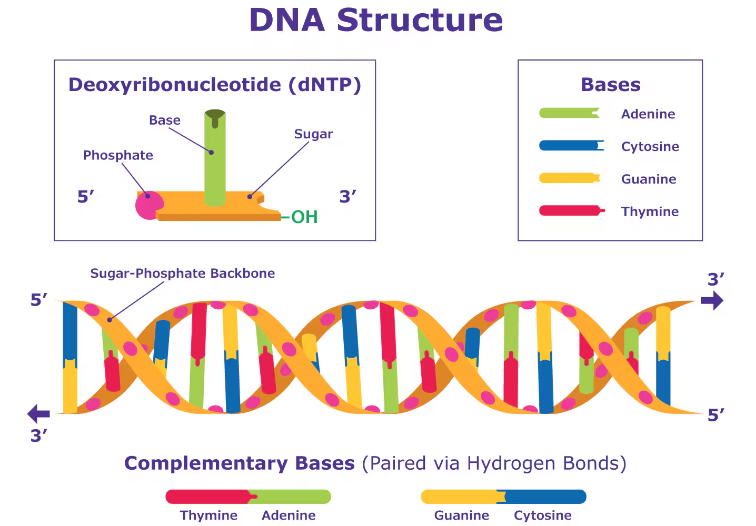 DNA Structure
Deoxyribonucleotide (dNTP)
Base
Sugar
Phosphate
5′
3′
-OH
Bases
Adenine
Cytosine
Guanine
Thymine
Sugar-Phosphate Backbone
5′
3′
3′
5′
Complementary Bases (Paired via Hydrogen Bonds)
Thymine Adenine
Guanine Cytosine